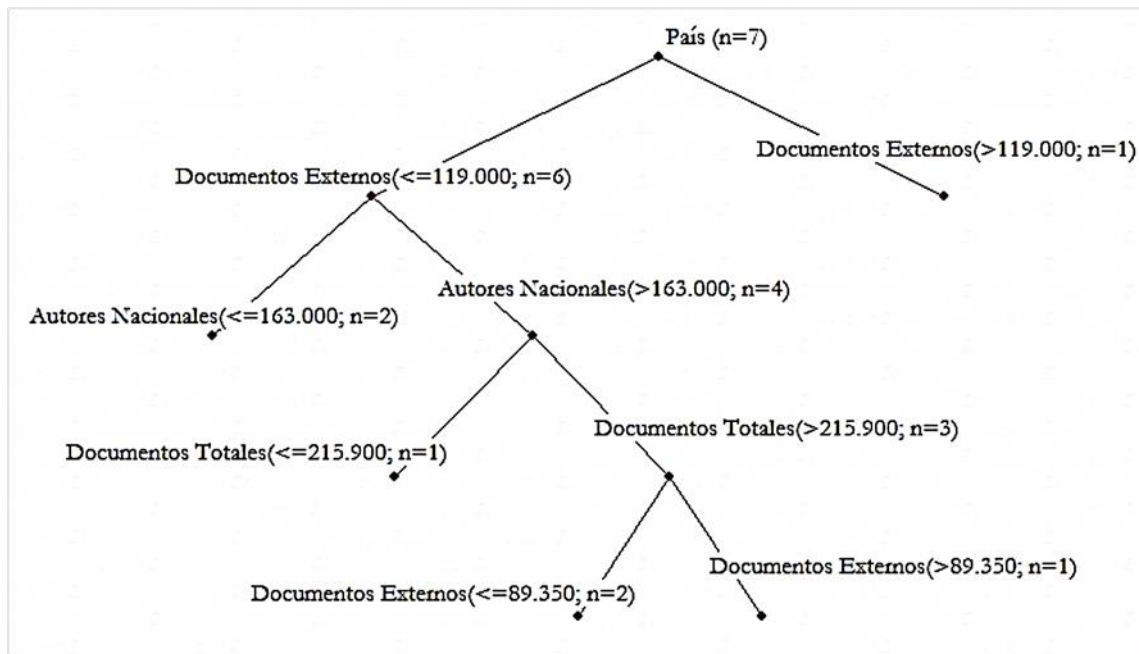 País (n=7)
Documentos Externos(>119.000; n=1)
Documentos Externos(<=119.000; n=6)
Autores Nacionales(>163.000; n=4)
Autores Nacionales(<=163.000; n=2)
Documentos Totales(>215.900; n=3)
Documentos Totales(<=215.900; n=1)
Documentos Externos(>89.350; n=1)
Documentos Externos(<=89.350; n=2)